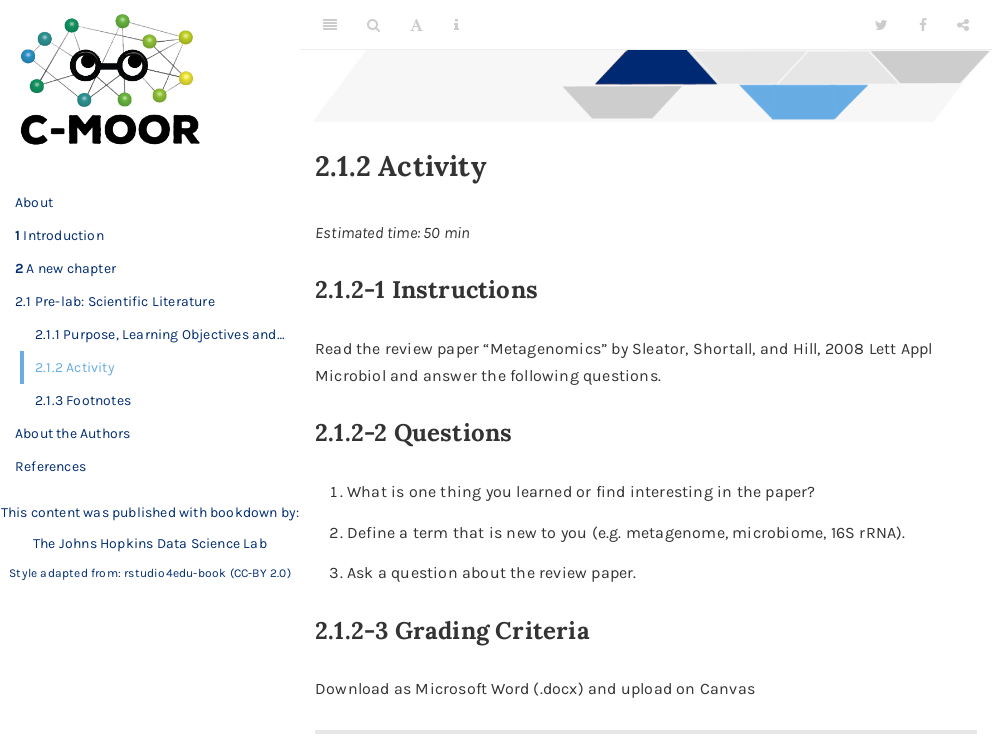 C-MOOR
About
1 Introduction
2 A new chapter
2.1 Pre-lab: Scientific Literature
2.1.1 Purpose, Learning Objectives and...
2.1.2 Activity
2.1.3 Footnotes
About the Authors
References
This content was published with bookdown by:
The Johns Hopkins Data Science Lab
Style adapted from: rstudio4edu-book (CC-BY 2.0)
2.1.2 Activity
Estimated time: 50 min
2.1.2-1 Instructions
Read the review paper “Metagenomics” by Sleator, Shortall, and Hill, 2008 Lett Appl
Microbiol and answer the following questions.
2.1.2-2 Questions
1. What is one thing you learned or find interesting in the paper?
2. Define a term that is new to you (e.g. metagenome, microbiome, 16S rRNA).
3. Ask a question about the review paper.
2.1.2-3 Grading Criteria
Download as Microsoft Word (.docx) and upload on Canvas